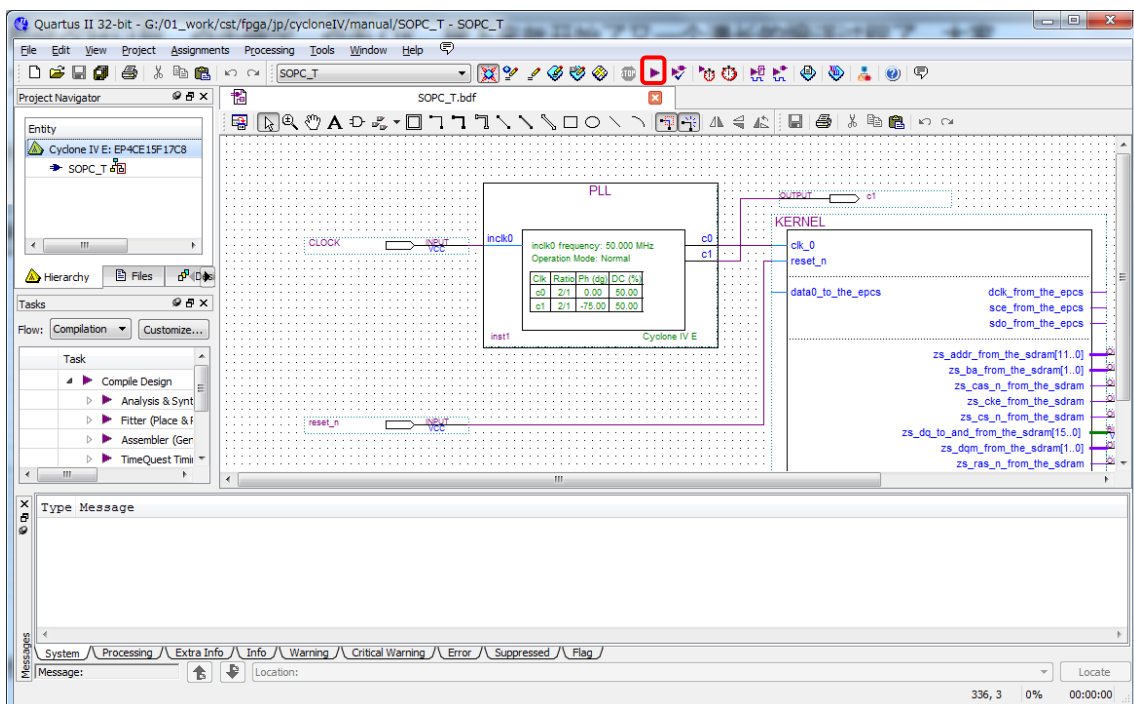 Quartus II 32-bit - G:/01_work/cst/fpga/jp/cycloneIV/manual/SOPC_T - SOPC_T
File Edit View Project Assignments Processing Tools Window Help
SOPC_T
STOP
Project Navigator
SOPC_T.bdf
Entity
Cyclone IV E: EP4CE15F17C8
SOPC_T
Hierarchy Files
Tasks
Flow: Compilation Customize...
Task
Compile Design
Analysis & Synt
Fitter (Place & F
Assembler (Gen
TimeQuest Timi
PLL
inclk0
inclk0 frequency: 50.000 MHz
Operation Mode: Normal
Clk Ratio Ph (dg) DC (%)
c0 2/1 0.00 50.00
c1 2/1 -75.00 50.00
c0
c1
inst1 Cyclone IV E
CLOCK INPUT
VCC
reset_n INPUT
VCC
OUTPUT c1
KERNEL
clk_0
reset_n
data0_to_the_epcs dclk_from_the_epcs
sce_from_the_epcs
sdo_from_the_epcs
zs_addr_from_the_sdram[11..0]
zs_ba_from_the_sdram[1..0]
zs_cas_n_from_the_sdram
zs_cke_from_the_sdram
zs_cs_n_from_the_sdram
zs_dq_to_and_from_the_sdram[15..0]
zs_dqm_from_the_sdram[1..0]
zs_ras_n_from_the_sdram
Type Message
Messages
System Processing Extra Info Info Warning Critical Warning Error Suppressed Flag
Message: Location: Locate
336, 3 0% 00:00:00